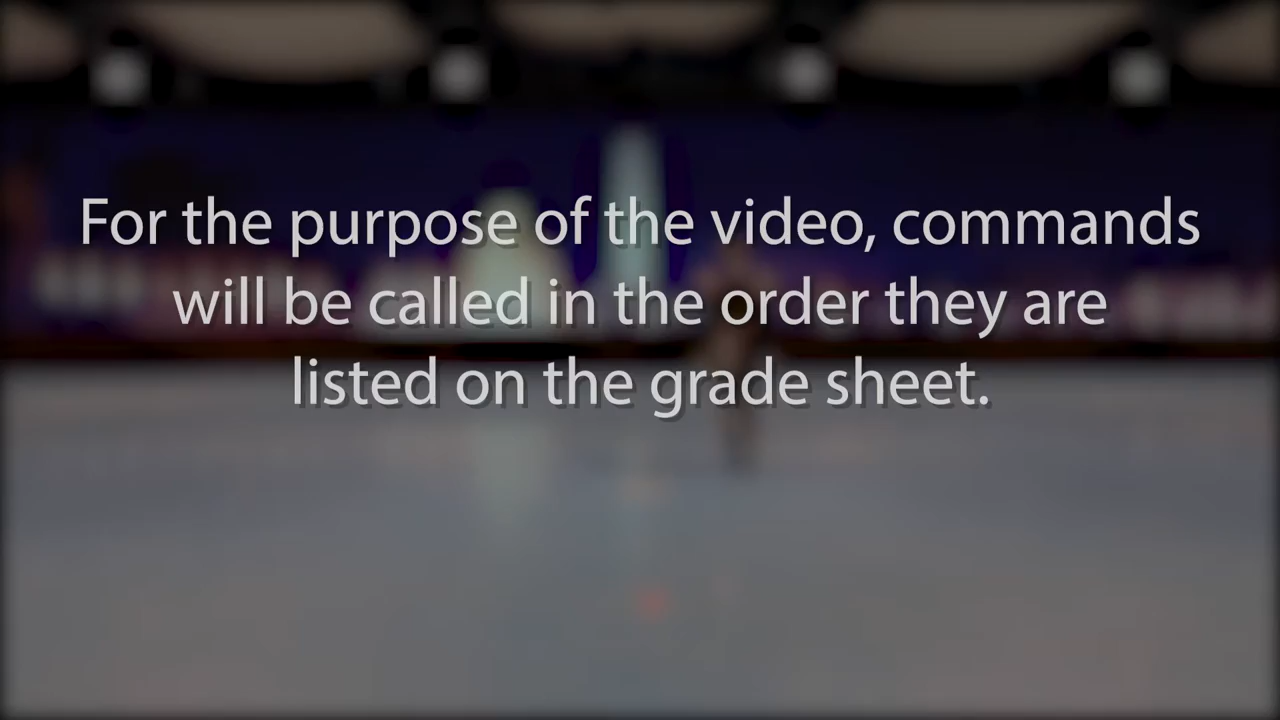 For the purpose of the video, commands
will be called in the order they are
listed on the grade sheet.